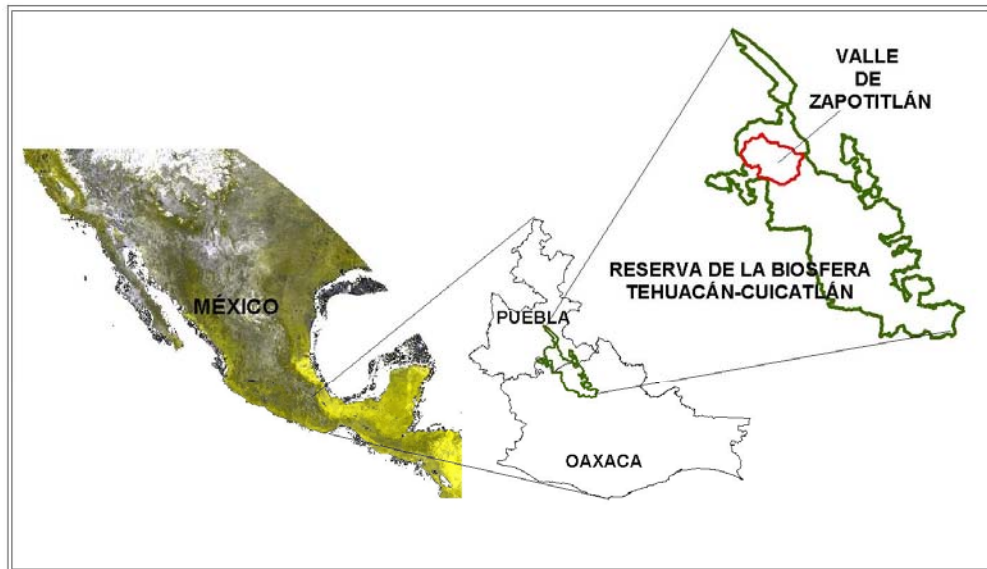 VALLE
DE
ZAPOTITLÁN
MÉXICO
PUEBLA
RESERVA DE LA BIOSFERA
TEHUACÁN-CUICATLÁN
OAXACA